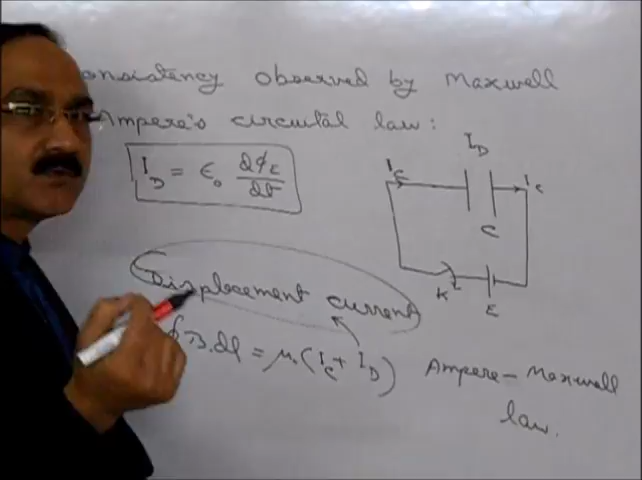 onsistency observed by Maxwell
Ampere's circuital law:
I_D = ε₀ dφ_E/dt
I_D
I_c
I_c
C
K
E
Displacement current
∮B.dl = μ₀(I_c + I_D) Ampere-Maxwell
law.